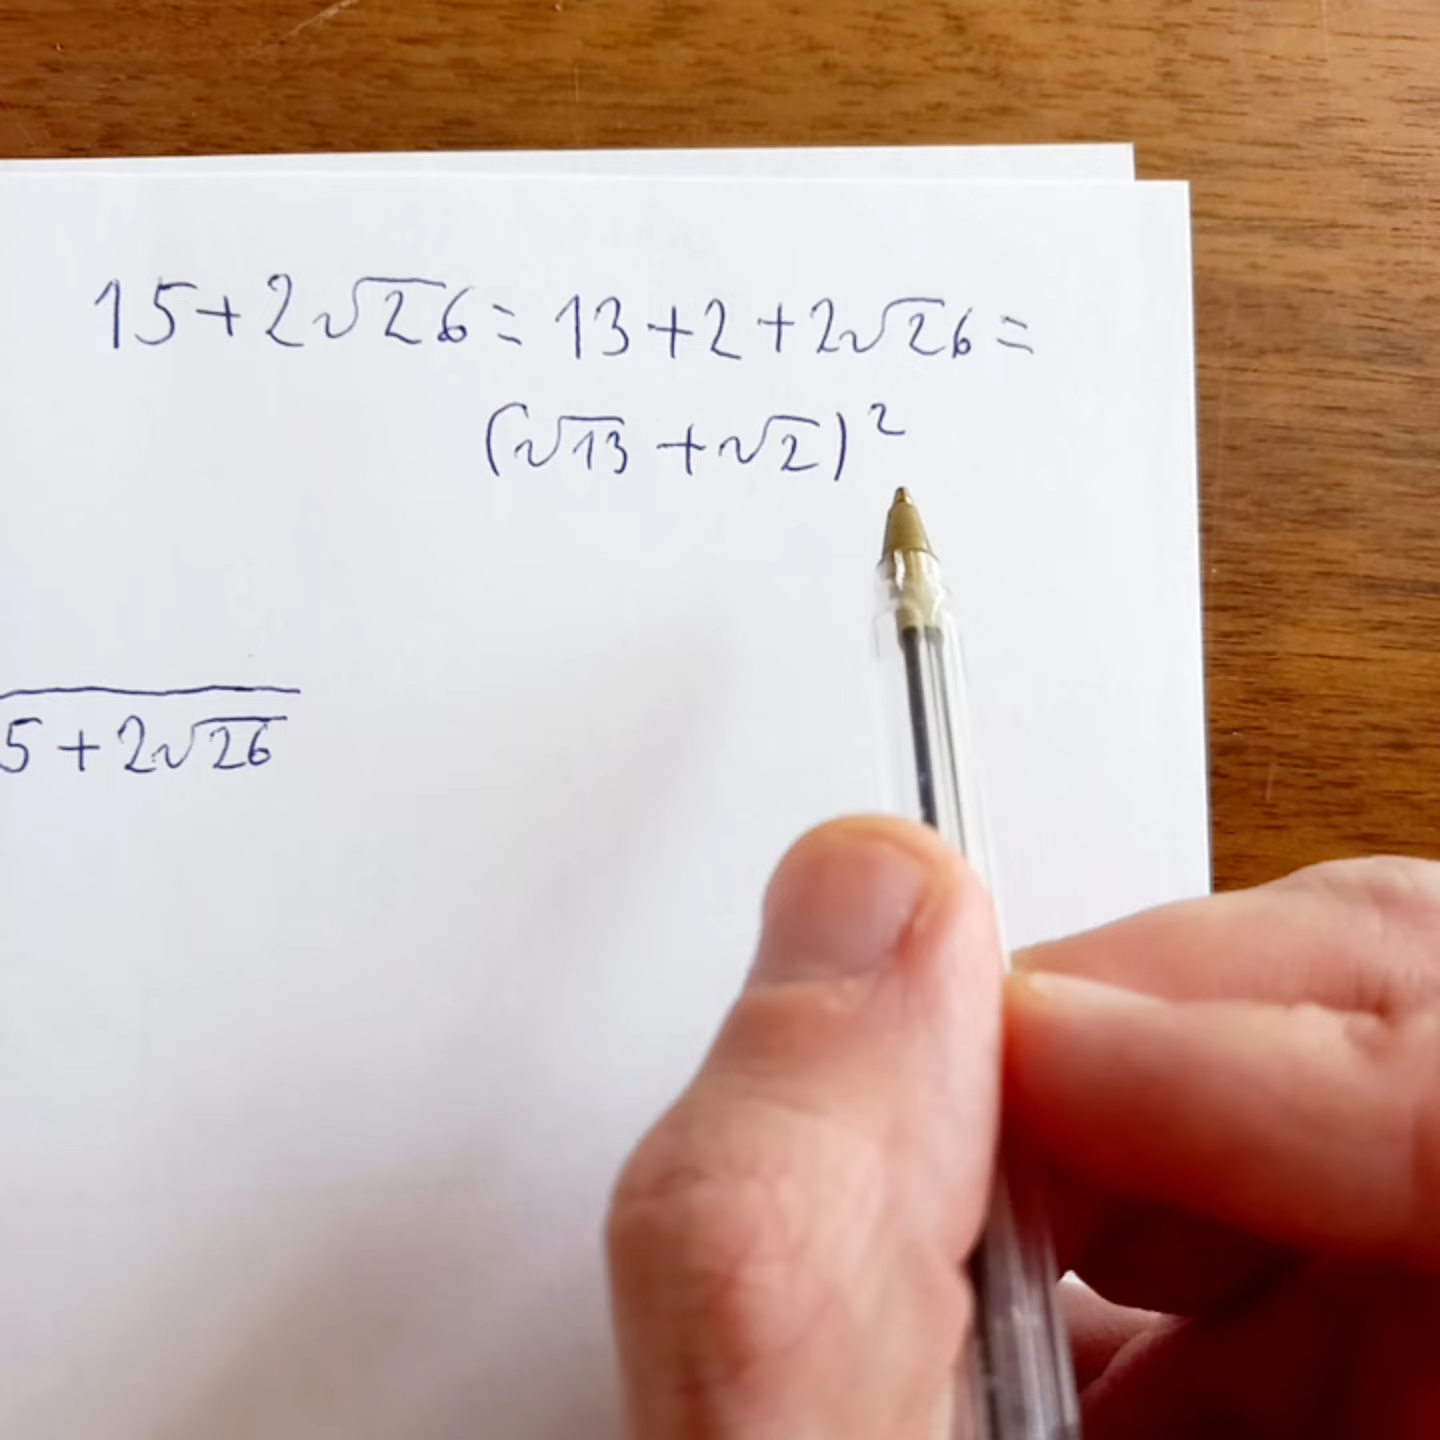 15+2√26 = 13+2+2√26 =
(√13 + √2)²
5+2√26